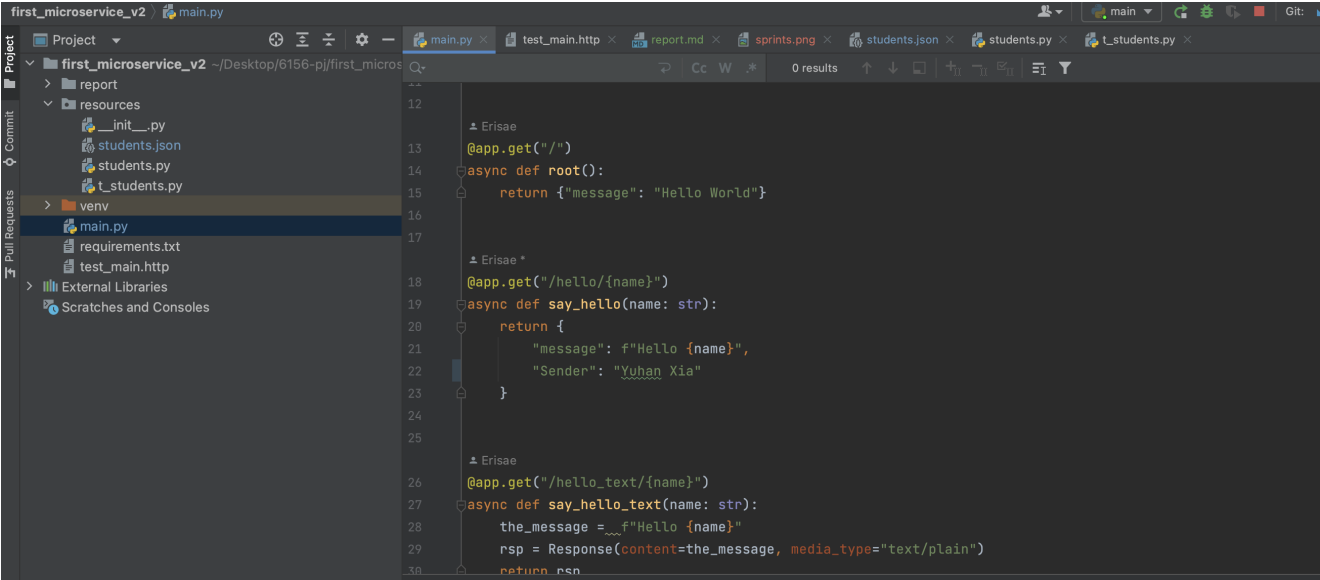 first_microservice_v2 main.py main Git:
Project main.py test_main.http report.md sprints.png students.json students.py t_students.py
Project
Commit
Pull Requests
first_microservice_v2 ~/Desktop/6156-pj/first_micros
report
resources
__init__.py
students.json
students.py
t_students.py
venv
main.py
requirements.txt
test_main.http
External Libraries
Scratches and Consoles
Cc W .* 0 results
12
Erisae
13 @app.get("/")
14 async def root():
15 return {"message": "Hello World"}
16
17
Erisae *
18 @app.get("/hello/{name}")
19 async def say_hello(name: str):
20 return {
21 "message": f"Hello {name}",
22 "Sender": "Yuhan Xia"
23 }
24
25
Erisae
26 @app.get("/hello_text/{name}")
27 async def say_hello_text(name: str):
28 the_message =  f"Hello {name}"
29 rsp = Response(content=the_message, media_type="text/plain")
30 return rsp